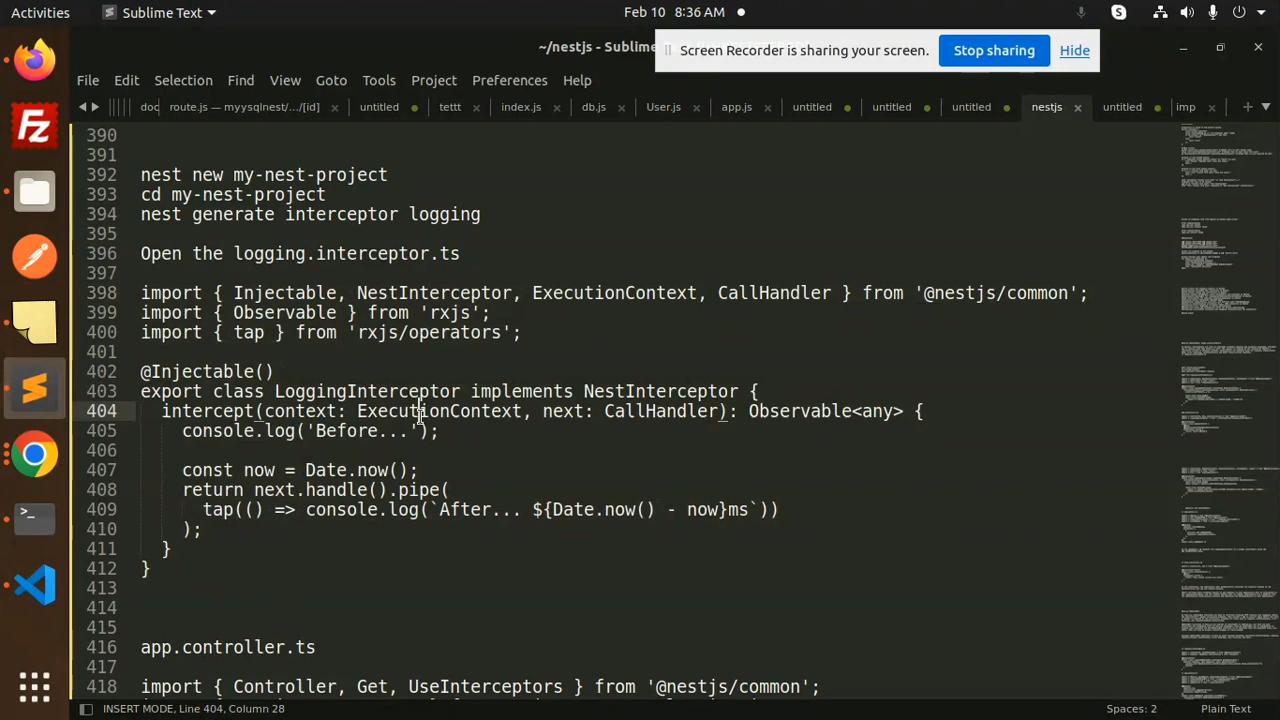 Activities
Sublime Text
Feb 10 8:36 AM
~/nestjs - Sublime
Screen Recorder is sharing your screen.
Stop sharing
Hide
File Edit Selection Find View Goto Tools Project Preferences Help
doc route.js — myysqlnest/.../[id] untitled tettt index.js db.js User.js app.js untitled untitled untitled nestjs untitled imp
390
391
392 nest new my-nest-project
393 cd my-nest-project
394 nest generate interceptor logging
395
396 Open the logging.interceptor.ts
397
398 import { Injectable, NestInterceptor, ExecutionContext, CallHandler } from '@nestjs/common';
399 import { Observable } from 'rxjs';
400 import { tap } from 'rxjs/operators';
401
402 @Injectable()
403 export class LoggingInterceptor implements NestInterceptor {
404 intercept(context: ExecutionContext, next: CallHandler): Observable<any> {
405 console.log('Before...');
406
407 const now = Date.now();
408 return next.handle().pipe(
409 tap(() => console.log(`After... ${Date.now() - now}ms`))
410 );
411 }
412 }
413
414
415
416 app.controller.ts
417
418 import { Controller, Get, UseInterceptors } from '@nestjs/common';
INSERT MODE, Line 404, Column 28
Spaces: 2
Plain Text